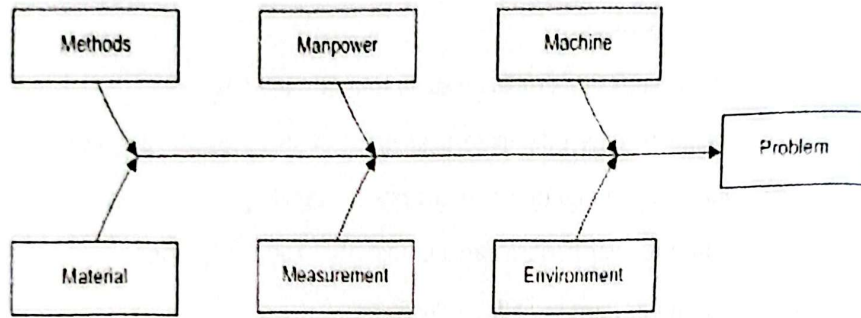 Methods
Manpower
Machine
Problem
Material
Measurement
Environment